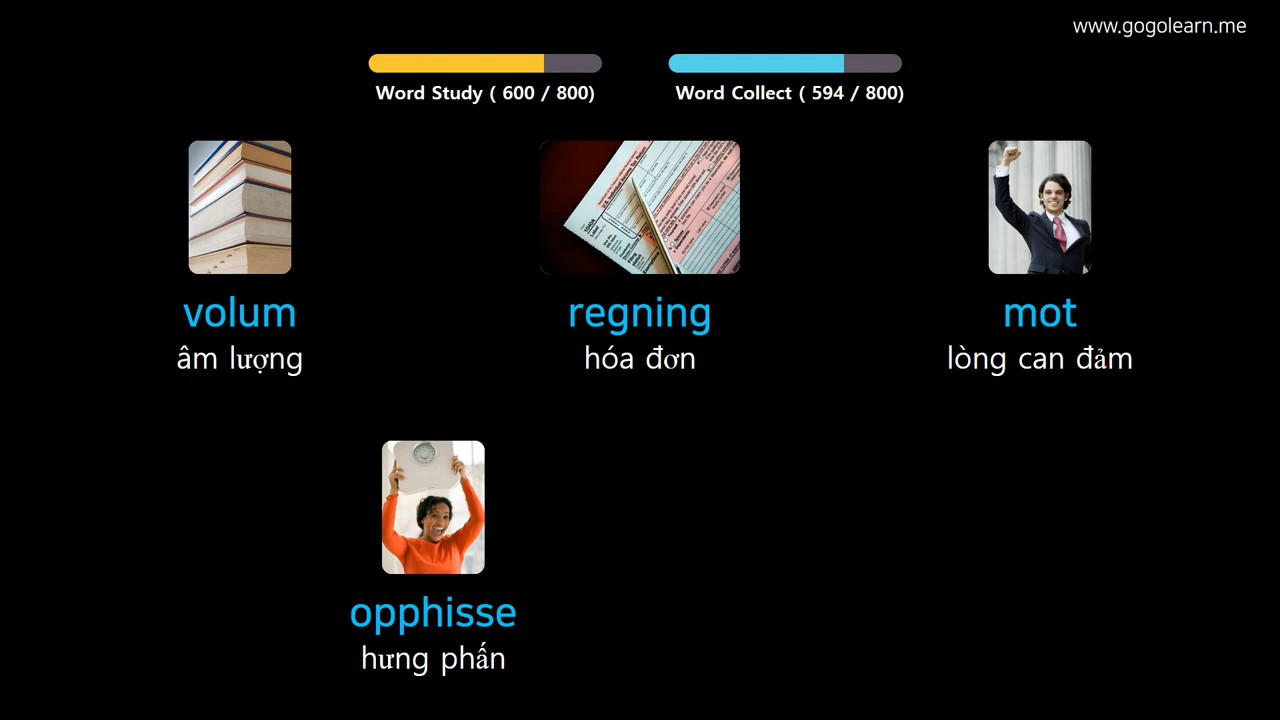 www.gogolearn.me
Word Study ( 600 / 800)
Word Collect ( 594 / 800)
volum
âm lượng
regning
hóa đơn
mot
lòng can đảm
opphisse
hưng phấn